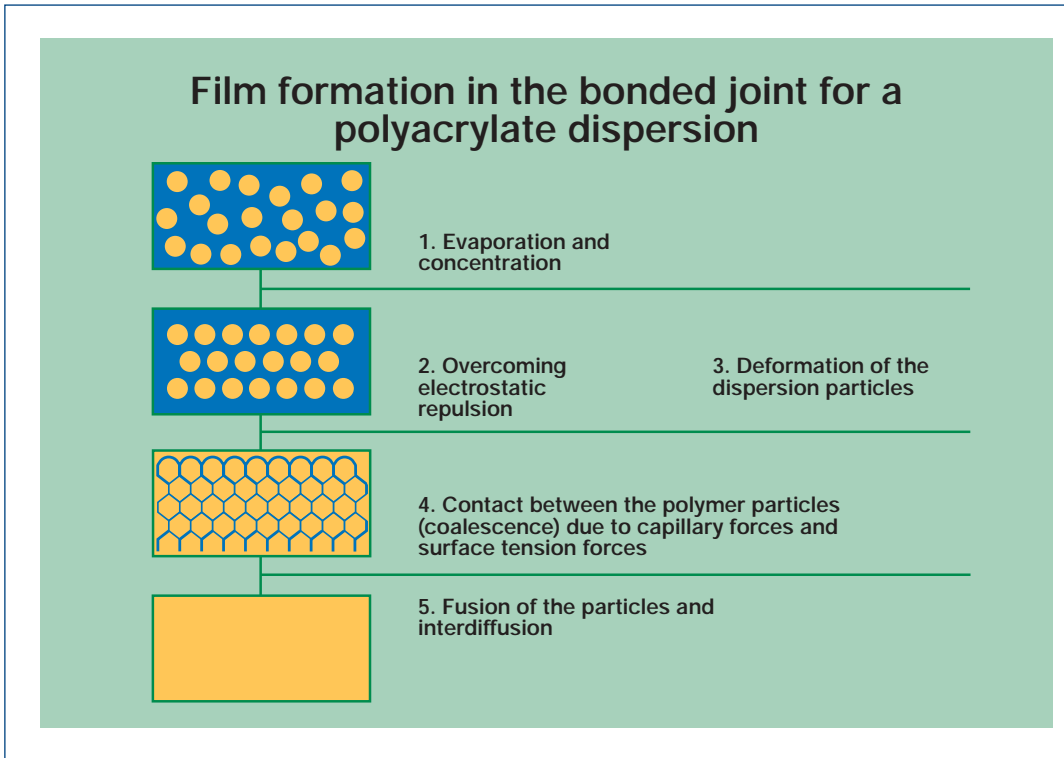 Film formation in the bonded joint for a
polyacrylate dispersion
1. Evaporation and
concentration
2. Overcoming
electrostatic
repulsion
3. Deformation of the
dispersion particles
4. Contact between the polymer particles
(coalescence) due to capillary forces and
surface tension forces
5. Fusion of the particles and
interdiffusion